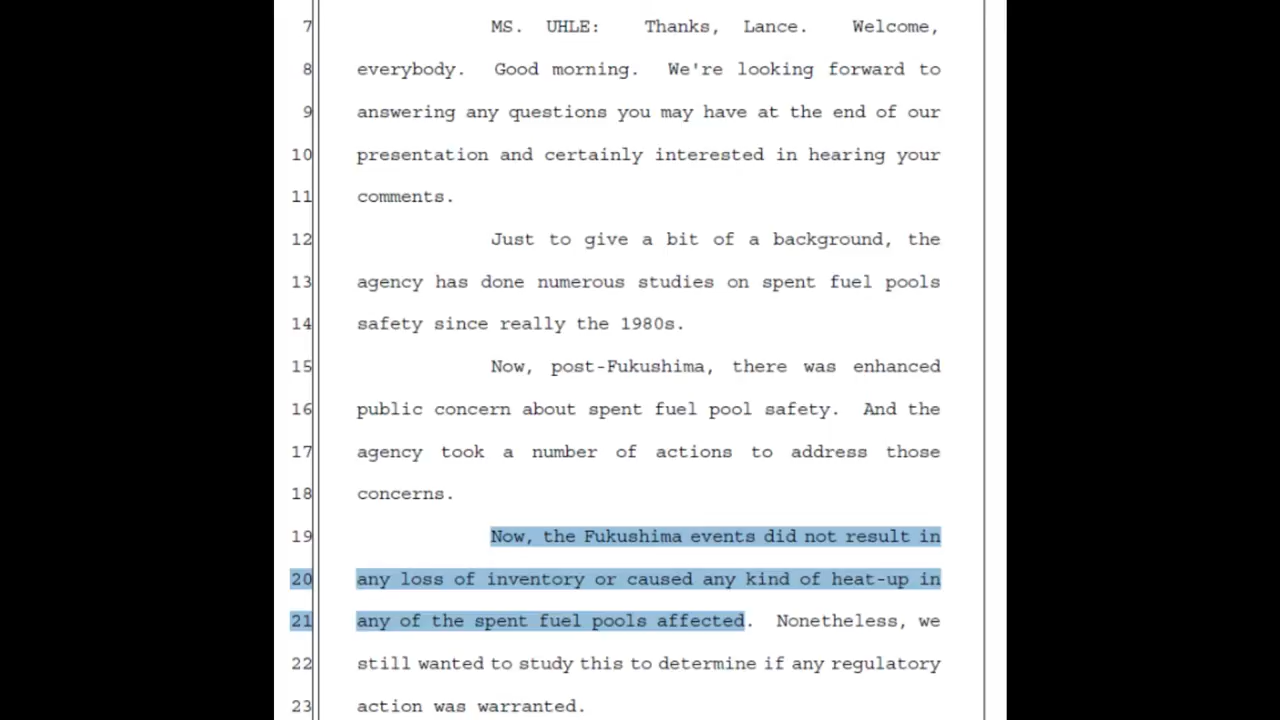 7 MS. UHLE: Thanks, Lance. Welcome,
8 everybody. Good morning. We're looking forward to
9 answering any questions you may have at the end of our
10 presentation and certainly interested in hearing your
11 comments.
12 Just to give a bit of a background, the
13 agency has done numerous studies on spent fuel pools
14 safety since really the 1980s.
15 Now, post-Fukushima, there was enhanced
16 public concern about spent fuel pool safety. And the
17 agency took a number of actions to address those
18 concerns.
19 Now, the Fukushima events did not result in
20 any loss of inventory or caused any kind of heat-up in
21 any of the spent fuel pools affected. Nonetheless, we
22 still wanted to study this to determine if any regulatory
23 action was warranted.